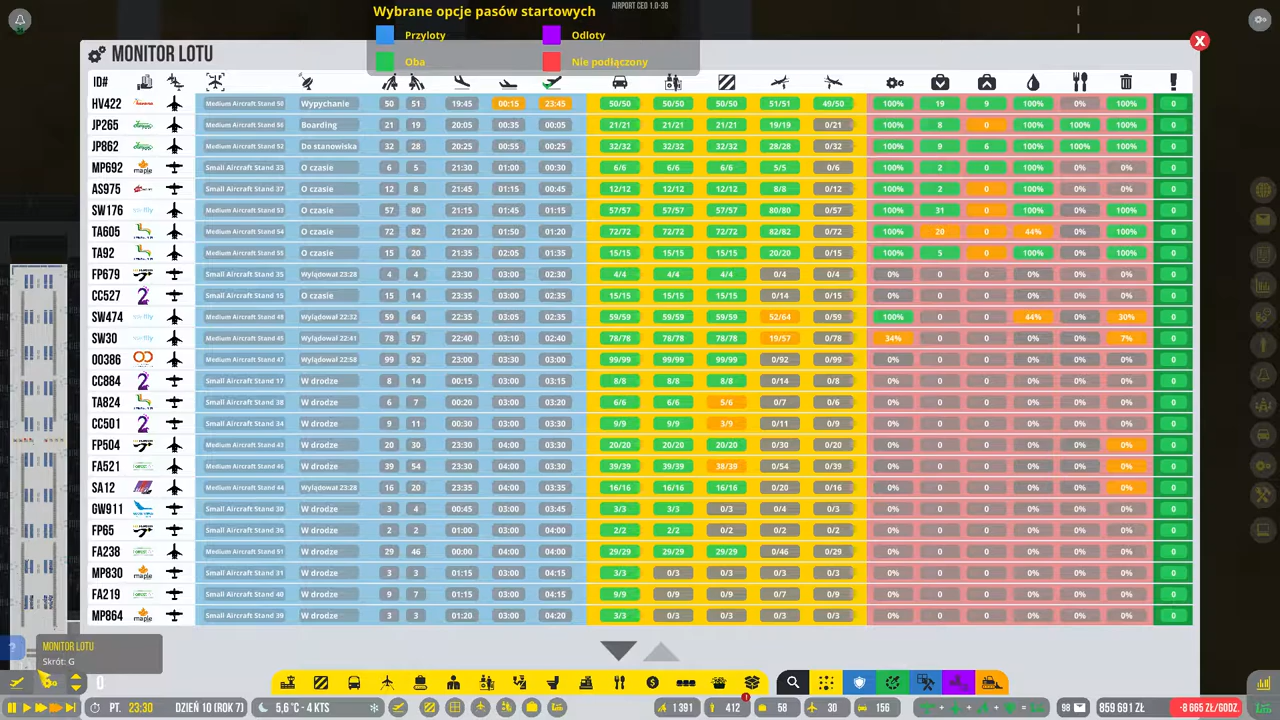 AIRPORT CEO 1.0-36
Wybrane opcje pasów startowych
Przyloty
Odloty
Oba
Nie podłączony
MONITOR LOTU
ID#
HV422 Medium Aircraft Stand 50 Wypychanie 50 51 19:45 00:15 23:45 50/50 50/50 50/50 51/51 49/50 100% 19 9 100% 0% 100% 0
JP265 Medium Aircraft Stand 56 Boarding 21 19 20:05 00:35 00:05 21/21 21/21 21/21 19/19 0/21 100% 8 0 100% 100% 100% 0
JP862 Medium Aircraft Stand 52 Do stanowiska 32 28 20:25 00:55 00:25 32/32 32/32 32/32 28/28 0/32 100% 9 6 100% 100% 100% 0
MP692 maple Small Aircraft Stand 33 O czasie 6 5 21:30 01:00 00:30 6/6 6/6 6/6 5/5 0/6 100% 2 0 100% 0% 0% 0
AS975 Small Aircraft Stand 37 O czasie 12 8 21:45 01:15 00:45 12/12 12/12 12/12 8/8 0/12 100% 2 0 100% 0% 0% 0
SW176 Medium Aircraft Stand 53 O czasie 57 80 21:15 01:45 01:15 57/57 57/57 57/57 80/80 0/57 100% 31 0 100% 0% 100% 0
TA605 Medium Aircraft Stand 54 O czasie 72 82 21:20 01:50 01:20 72/72 72/72 72/72 82/82 0/72 100% 20 0 44% 0% 100% 0
TA92 Medium Aircraft Stand 55 O czasie 15 20 21:35 02:05 01:35 15/15 15/15 15/15 20/20 0/15 100% 5 0 100% 0% 100% 0
FP679 Small Aircraft Stand 35 Wylądował 23:28 4 4 23:30 03:00 02:30 4/4 4/4 4/4 0/4 0/4 0% 0 0 0% 0% 0% 0
CC527 Small Aircraft Stand 15 O czasie 15 14 23:35 03:00 02:35 15/15 15/15 15/15 0/14 0/15 0% 0 0 0% 0% 0% 0
SW474 Medium Aircraft Stand 48 Wylądował 22:32 59 64 22:35 03:05 02:35 59/59 59/59 59/59 52/64 0/59 100% 0 0 44% 0% 30% 0
SW30 Medium Aircraft Stand 45 Wylądował 22:41 78 57 22:40 03:10 02:40 78/78 78/78 78/78 19/57 0/78 34% 0 0 0% 0% 7% 0
OO386 Medium Aircraft Stand 47 Wylądował 22:58 99 92 23:00 03:30 03:00 99/99 99/99 99/99 0/92 0/99 0% 0 0 0% 0% 0% 0
CC884 Small Aircraft Stand 17 W drodze 8 14 00:15 03:00 03:15 8/8 8/8 8/8 0/14 0/8 0% 0 0 0% 0% 0% 0
TA824 Small Aircraft Stand 38 W drodze 6 7 00:20 03:00 03:20 6/6 6/6 5/6 0/7 0/6 0% 0 0 0% 0% 0% 0
CC501 Small Aircraft Stand 34 W drodze 9 11 00:30 03:00 03:30 9/9 9/9 3/9 0/11 0/9 0% 0 0 0% 0% 0% 0
FP504 Medium Aircraft Stand 43 W drodze 20 30 23:30 04:00 03:30 20/20 20/20 20/20 0/30 0/20 0% 0 0 0% 0% 0% 0
FA521 Medium Aircraft Stand 46 W drodze 39 54 23:30 04:00 03:30 39/39 39/39 38/39 0/54 0/39 0% 0 0 0% 0% 0% 0
SA12 Medium Aircraft Stand 44 Wylądował 23:28 16 20 23:35 04:00 03:35 16/16 16/16 16/16 0/20 0/16 0% 0 0 0% 0% 0% 0
GW911 Small Aircraft Stand 30 W drodze 3 4 00:45 03:00 03:45 3/3 3/3 0/3 0/4 0/3 0% 0 0 0% 0% 0% 0
FP65 Small Aircraft Stand 36 W drodze 2 2 01:00 03:00 04:00 2/2 2/2 0/2 0/2 0/2 0% 0 0 0% 0% 0% 0
FA238 Medium Aircraft Stand 51 W drodze 29 46 00:00 04:00 04:00 29/29 29/29 29/29 0/46 0/29 0% 0 0 0% 0% 0% 0
MP830 maple Small Aircraft Stand 31 W drodze 3 3 01:15 03:00 04:15 3/3 0/3 0/3 0/3 0/3 0% 0 0 0% 0% 0% 0
FA219 Small Aircraft Stand 40 W drodze 9 7 01:15 03:00 04:15 9/9 0/9 0/9 0/7 0/9 0% 0 0 0% 0% 0% 0
MP864 maple Small Aircraft Stand 39 W drodze 3 3 01:20 03:00 04:20 3/3 0/3 0/3 0/3 0/3 0% 0 0 0% 0% 0% 0
MONITOR LOTU
Skrót: G
0
PT. 23:30 DZIEŃ 10 (ROK 7) 5,6°C - 4 KTS 1 391 412 58 30 156 98 859 691 ZŁ -8 665 ZŁ/GODZ.